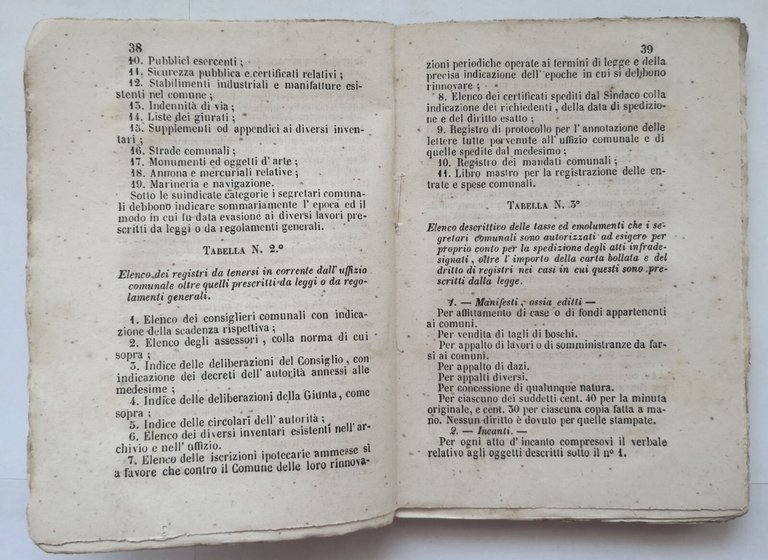 38
10. Pubblici esercenti ;
11. Sicurezza pubblica e certificati relativi ;
12. Stabilimenti industriali e manifatture esi-
stenti nel comune ;
13. Indennità di via ;
14. Liste dei giurati ;
15. Supplementi od appendici ai diversi inven-
tari ;
16. Strade comunali ;
17. Monumenti ed oggetti d' arte ;
18. Annona e mercuriali relative ;
19. Marineria e navigazione.
Sotto le suindicate categorie i segretari comuna-
li debbono indicare sommariamente l' epoca ed il
modo in cui fu data evasione ai diversi lavori pre-
scritti da leggi o da regolamenti generali.
TABELLA N. 2.º
Elenco dei registri da tenersi in corrente dall' uffizio
comunale oltre quelli prescritti da leggi o da rego-
lamenti generali.
1. Elenco dei consiglieri comunali con indica-
zione della scadenza rispettiva ;
2. Elenco degli assessori , colla norma di cui
sopra ;
3. Indice delle deliberazioni del Consiglio , con
indicazione dei decreti dell' autorità annessi alle
medesime ;
4. Indice delle deliberazioni della Giunta, come
sopra ;
5. Indice delle circolari dell' autorità ;
6. Elenco dei diversi inventari esistenti nell' ar-
chivio e nell' uffizio.
7. Elenco delle iscrizioni ipotecarie ammesse sì
a favore che contro il Comune delle loro rinnova-
39
zioni periodiche operate ai termini di legge e della
precisa indicazione dell' epoche in cui si debbono
rinnovare ;
8. Elenco dei certificati spediti dal Sindaco colla
indicazione dei richiedenti , della data di spedizio-
ne e del diritto esatto ;
9. Registro di protocollo per l' annotazione delle
lettere tutte pervenute all' uffizio comunale e di
quelle spedite dal medesimo ;
10. Registro dei mandati comunali ;
11. Libro mastro per la registrazione delle en-
trate e spese comunali.
TABELLA N. 3º
Elenco descrittivo delle tasse ed emolumenti che i se-
gretari comunali sono autorizzati ad esigere per
proprio conto per la spedizione degli atti infrade-
signati , oltre l' importo della carta bollata e del
dritto di registri nei casi in cui questi sono pre-
scritti dalla legge.
1. — Manifesti , ossia editti —
Per affittamento di case o di fondi appartenenti
ai comuni.
Per vendita di tagli di boschi.
Per appalto di lavori o di somministranze da far-
si ai comuni.
Per appalto di dazi.
Per appalti diversi.
Per concessione di qualunque natura.
Per ciascuno dei suddetti cent. 40 per la minuta
originale, e cent. 30 per ciascuna copia fatta a ma-
no. Nessun diritto è dovuto per quelle stampate.
2. — Incanti. —
Per ogni atto d' incanto compresovi il verbale
relativo agli oggetti descritti sotto il nº 1.